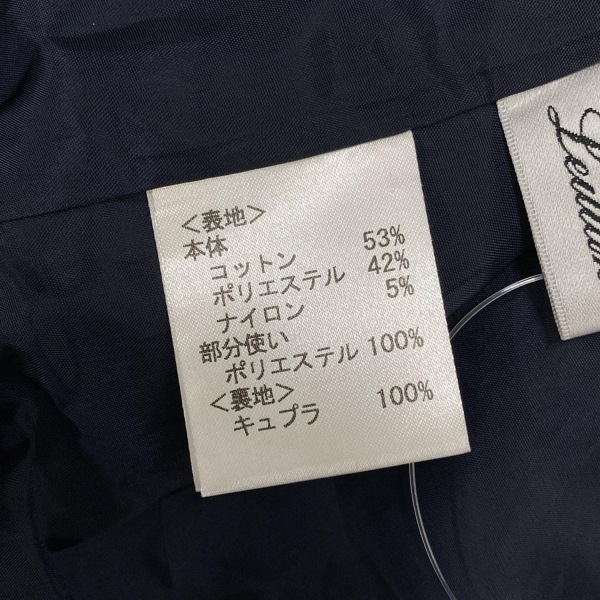 <表地>
本体
コットン 53%
ポリエステル 42%
ナイロン 5%
部分使い
ポリエステル 100%
<裏地>
キュプラ 100%